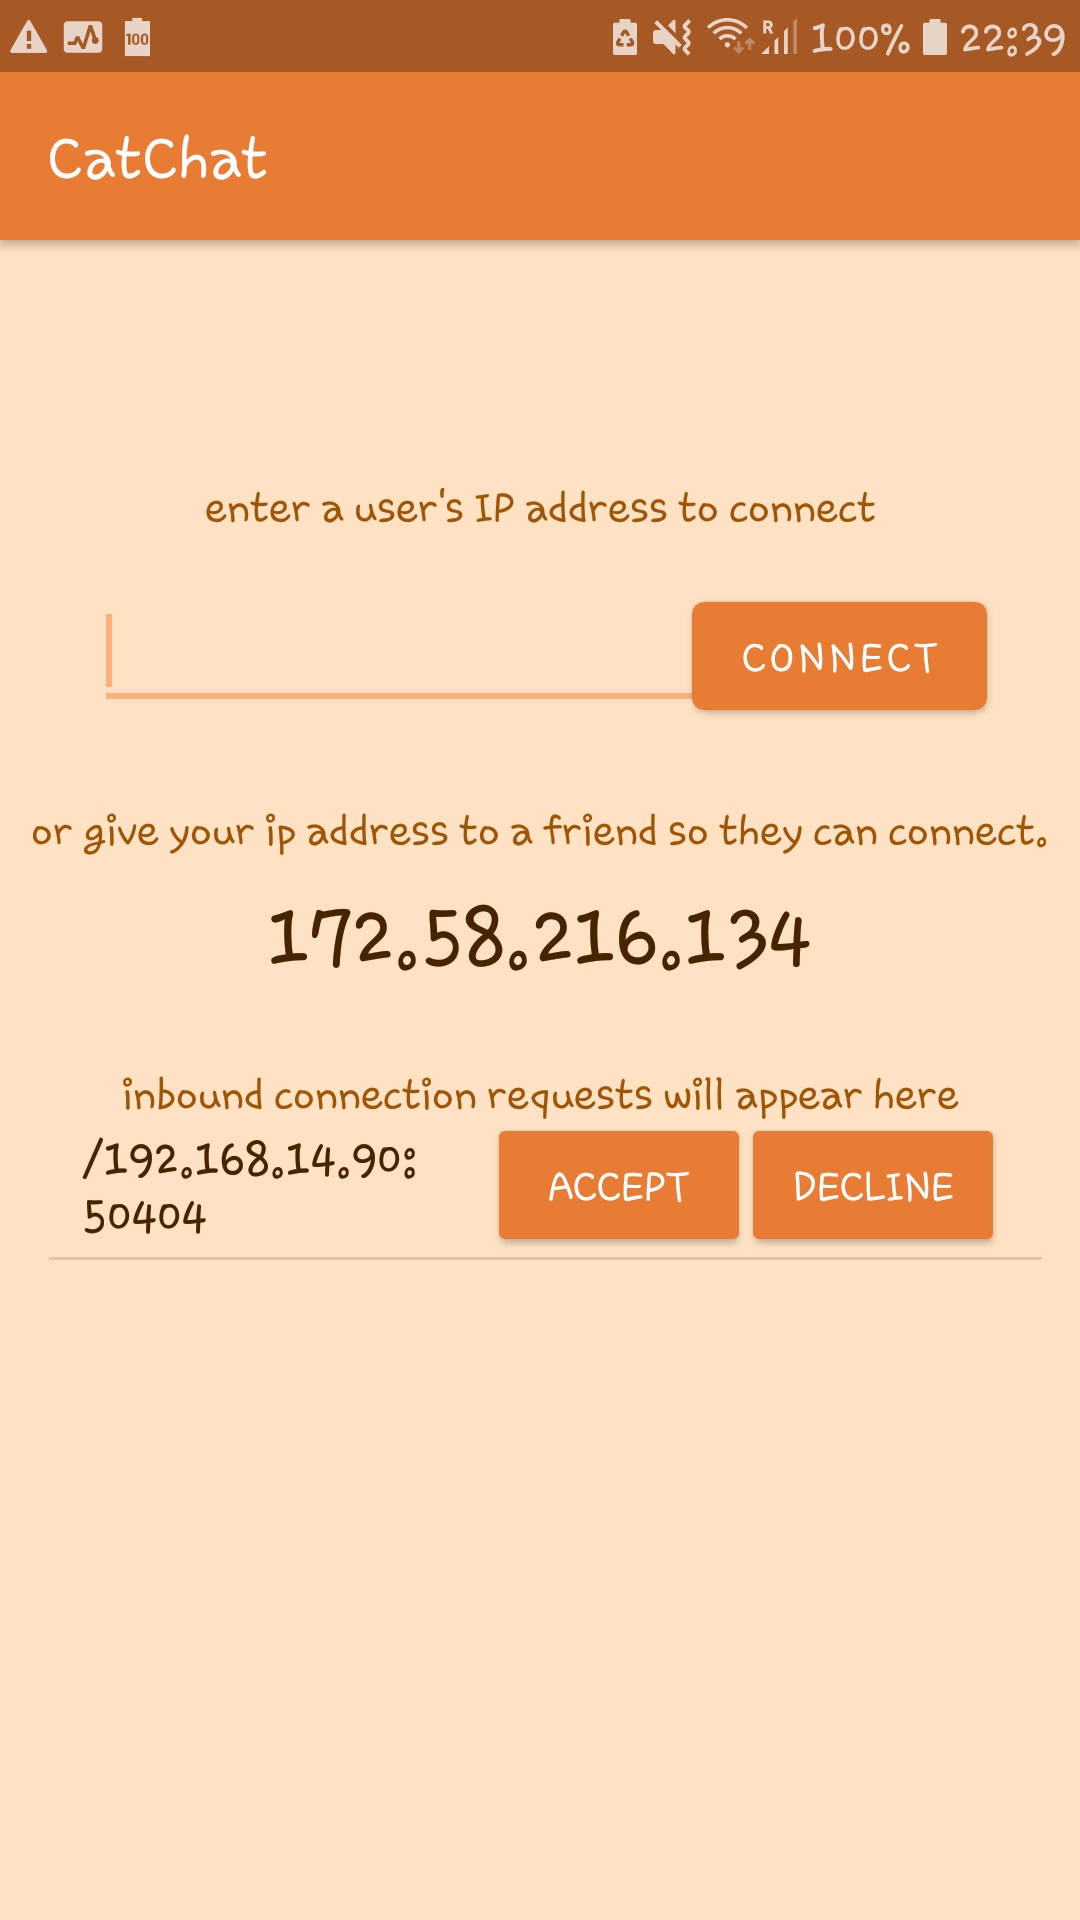 100 R 100% 22:39
CatChat
enter a user's IP address to connect
CONNECT
or give your ip address to a friend so they can connect.
172.58.216.134
inbound connection requests will appear here
/192.168.14.90:
50404
ACCEPT DECLINE